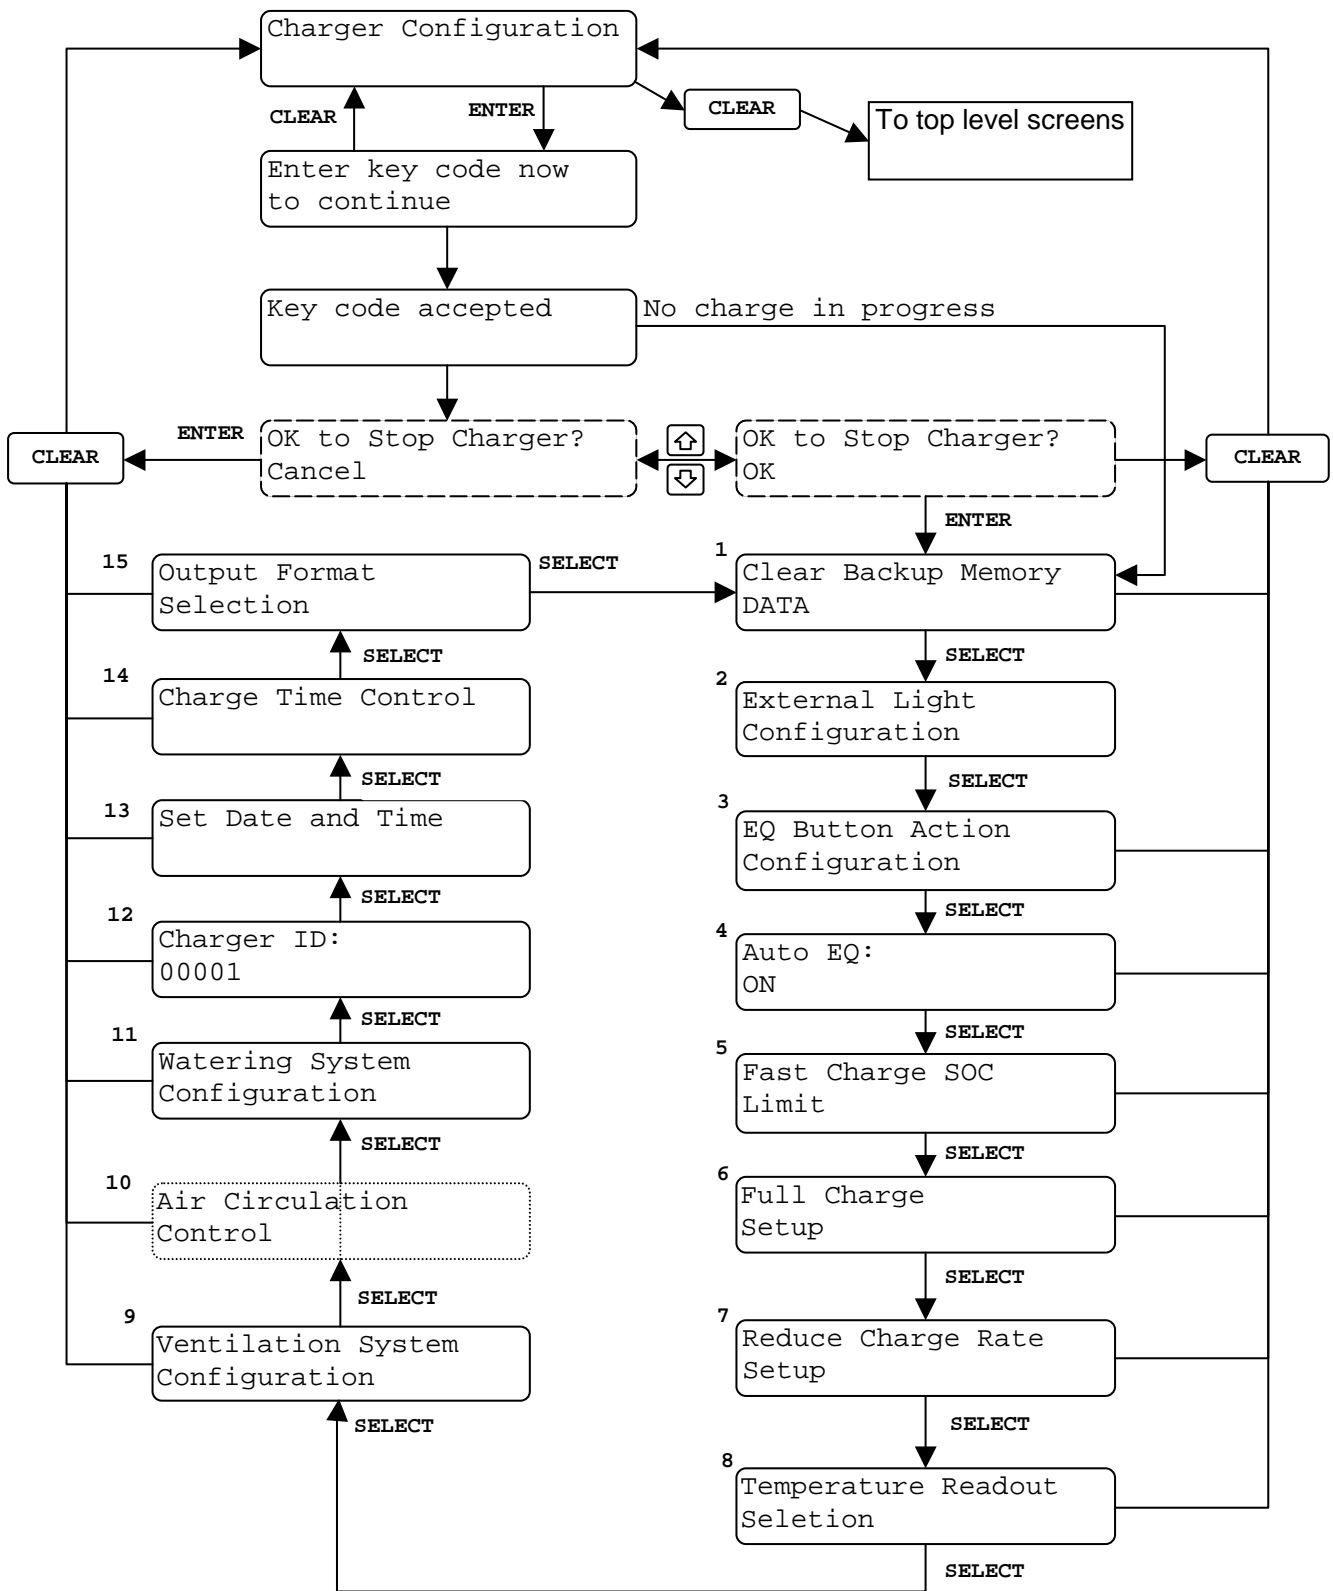 Charger Configuration
CLEAR
ENTER
CLEAR
To top level screens
Enter key code now
to continue
Key code accepted
No charge in progress
CLEAR
ENTER
OK to Stop Charger?
Cancel
OK to Stop Charger?
OK
CLEAR
ENTER
15
Output Format
Selection
SELECT
1
Clear Backup Memory
DATA
SELECT
SELECT
14
Charge Time Control
2
External Light
Configuration
SELECT
SELECT
13
Set Date and Time
3
EQ Button Action
Configuration
SELECT
SELECT
12
Charger ID:
00001
4
Auto EQ:
ON
SELECT
SELECT
11
Watering System
Configuration
5
Fast Charge SOC
Limit
SELECT
SELECT
10
Air Circulation
Control
6
Full Charge
Setup
SELECT
SELECT
9
Ventilation System
Configuration
7
Reduce Charge Rate
Setup
SELECT
SELECT
8
Temperature Readout
Seletion
SELECT